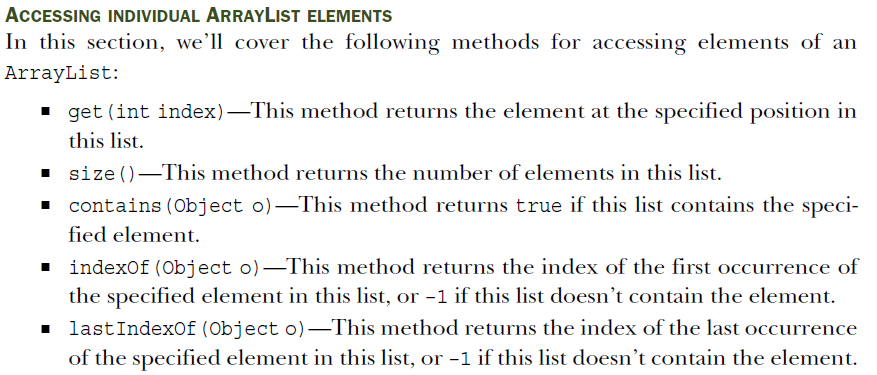 ACCESSING INDIVIDUAL ARRAYLIST ELEMENTS
In this section, we'll cover the following methods for accessing elements of an
ArrayList:
■ get(int index)—This method returns the element at the specified position in
this list.
■ size()—This method returns the number of elements in this list.
■ contains(Object o)—This method returns true if this list contains the speci-
fied element.
■ indexOf(Object o)—This method returns the index of the first occurrence of
the specified element in this list, or -1 if this list doesn't contain the element.
■ lastIndexOf(Object o)—This method returns the index of the last occurrence
of the specified element in this list, or -1 if this list doesn't contain the element.